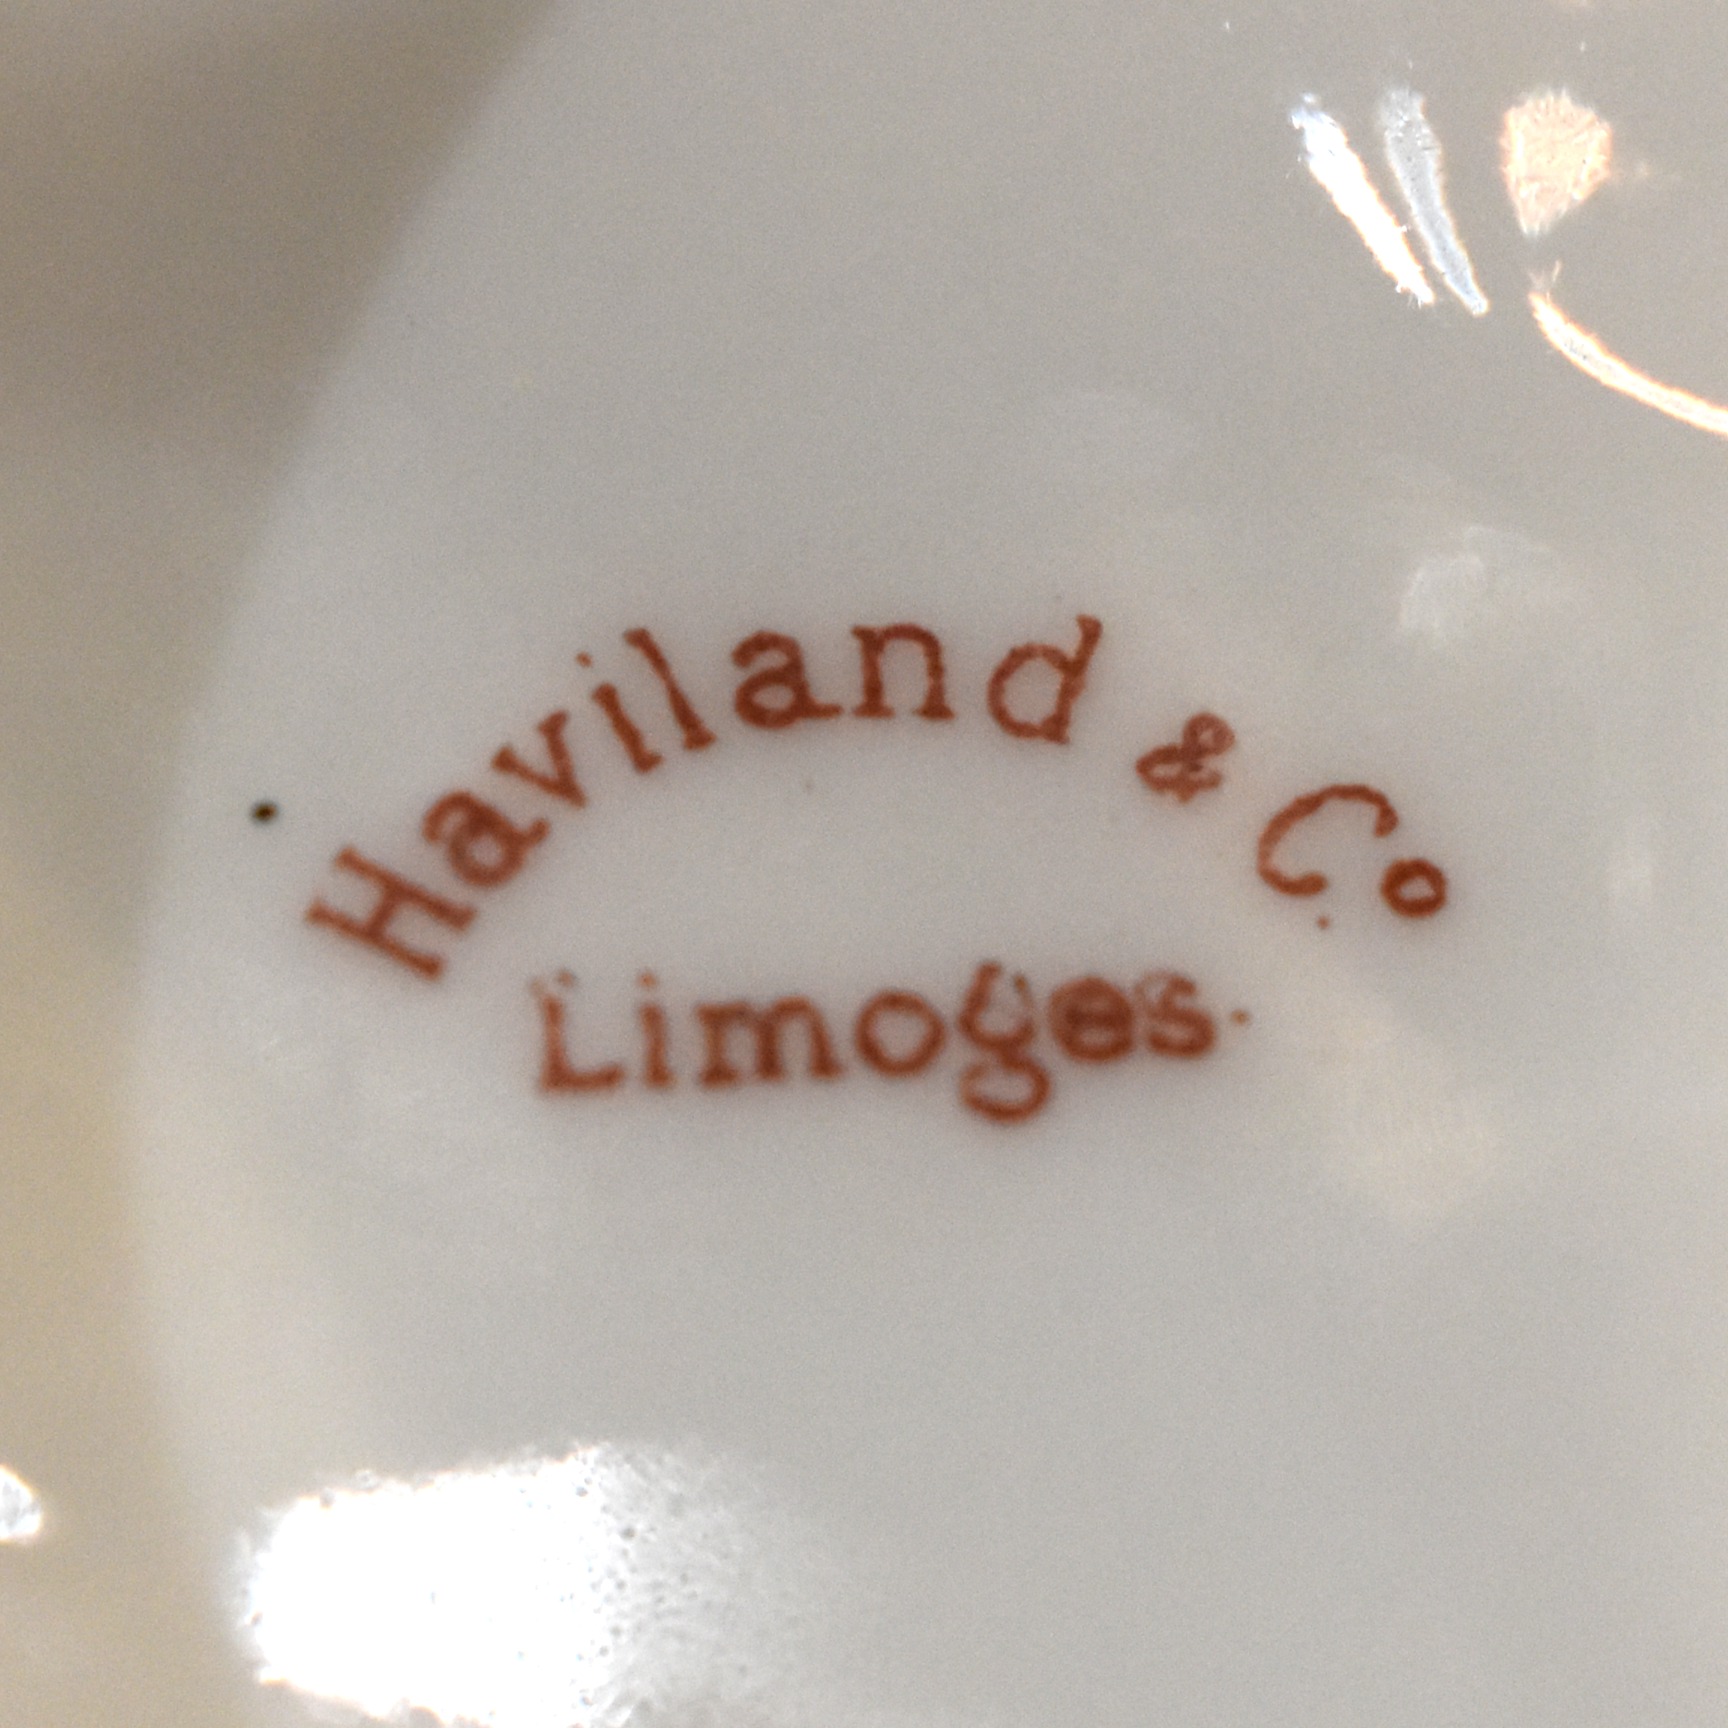 Haviland & Co
Limoges.